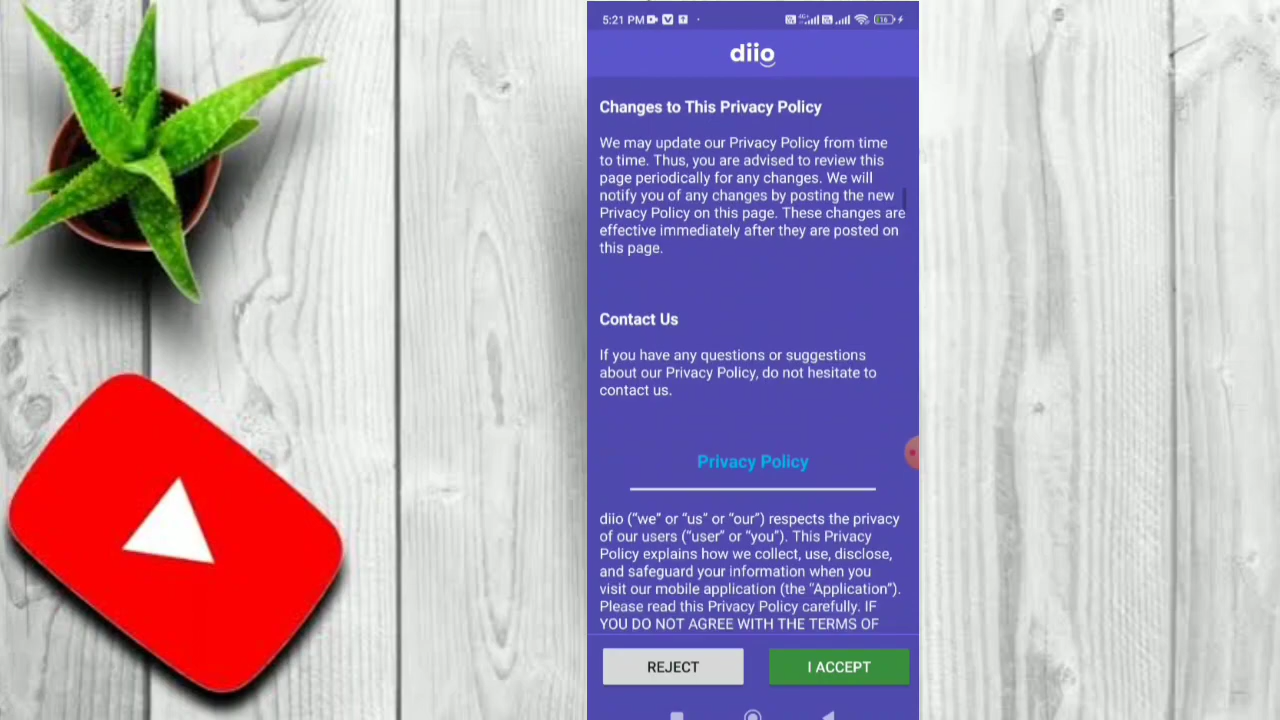 5:21 PM
diio
Changes to This Privacy Policy
We may update our Privacy Policy from time
to time. Thus, you are advised to review this
page periodically for any changes. We will
notify you of any changes by posting the new
Privacy Policy on this page. These changes are
effective immediately after they are posted on
this page.
Contact Us
If you have any questions or suggestions
about our Privacy Policy, do not hesitate to
contact us.
Privacy Policy
diio (“we” or “us” or “our”) respects the privacy
of our users (“user” or “you”). This Privacy
Policy explains how we collect, use, disclose,
and safeguard your information when you
visit our mobile application (the “Application”).
Please read this Privacy Policy carefully. IF
YOU DO NOT AGREE WITH THE TERMS OF
REJECT
I ACCEPT